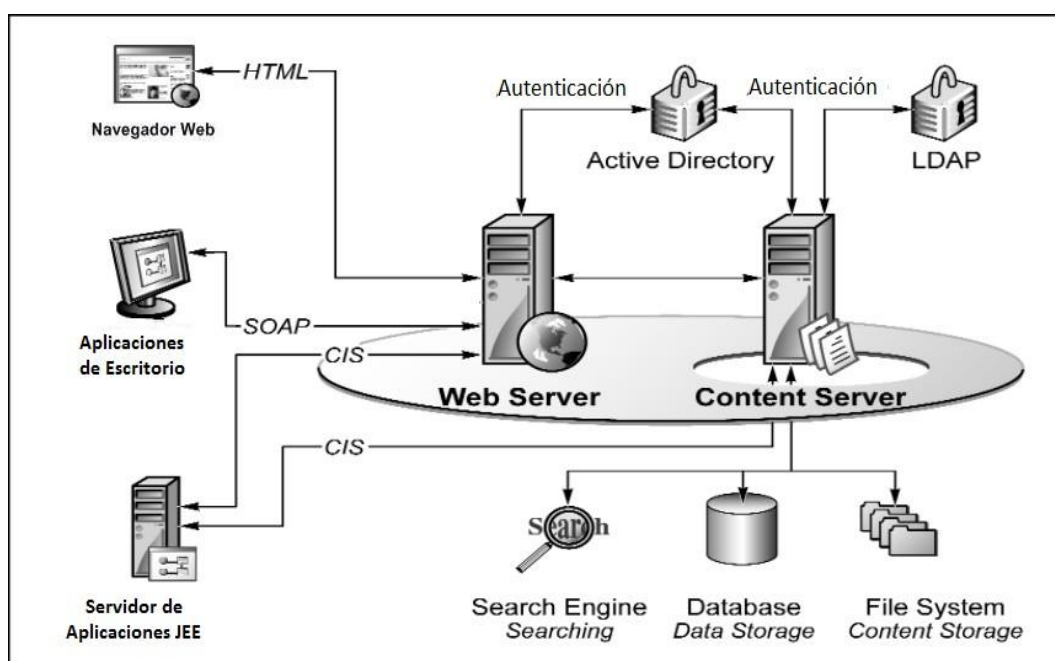 HTML
Navegador Web
Autenticación
Autenticación
Active Directory
LDAP
Aplicaciones
de Escritorio
SOAP
CIS
Web Server
Content Server
CIS
Servidor de
Aplicaciones JEE
Search
Search Engine
Searching
Database
Data Storage
File System
Content Storage